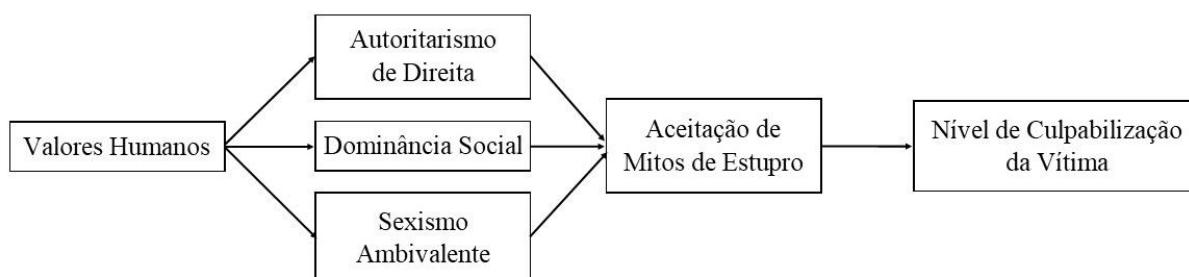 Valores Humanos
Autoritarismo
de Direita
Dominância Social
Sexismo
Ambivalente
Aceitação de
Mitos de Estupro
Nível de Culpabilização
da Vítima